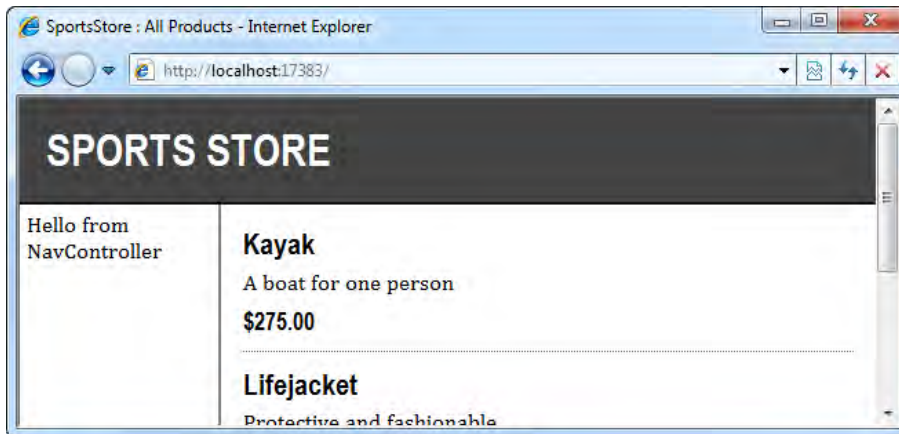 SportsStore : All Products - Internet Explorer
http://localhost:17383/
SPORTS STORE
Hello from
NavController
Kayak
A boat for one person
$275.00
Lifejacket
Protective and fashionable